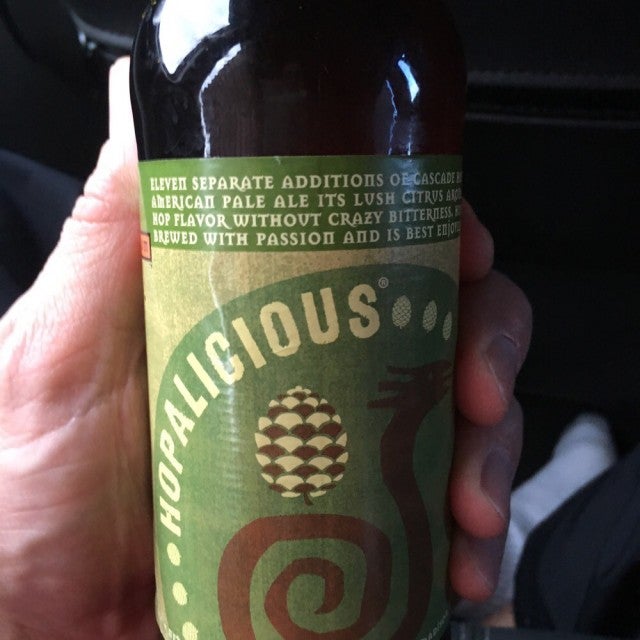 ELEVEN SEPARATE ADDITIONS OF CASCADE
AMERICAN PALE ALE ITS LUSH CITRUS
HOP FLAVOR WITHOUT CRAZY BITTERNESS.
BREWED WITH PASSION AND IS BEST
HOPALICIOUS®